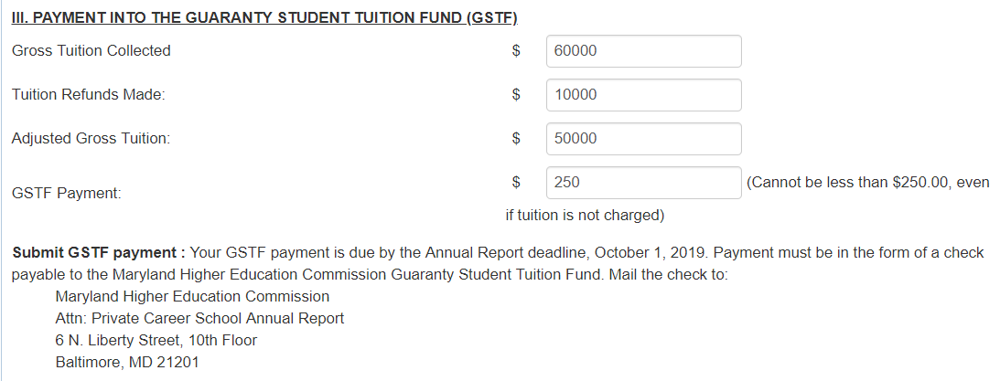 III. PAYMENT INTO THE GUARANTY STUDENT TUITION FUND (GSTF)
Gross Tuition Collected $ 60000
Tuition Refunds Made: $ 10000
Adjusted Gross Tuition: $ 50000
GSTF Payment: $ 250 (Cannot be less than $250.00, even
if tuition is not charged)
Submit GSTF payment : Your GSTF payment is due by the Annual Report deadline, October 1, 2019. Payment must be in the form of a check
payable to the Maryland Higher Education Commission Guaranty Student Tuition Fund. Mail the check to:
Maryland Higher Education Commission
Attn: Private Career School Annual Report
6 N. Liberty Street, 10th Floor
Baltimore, MD 21201